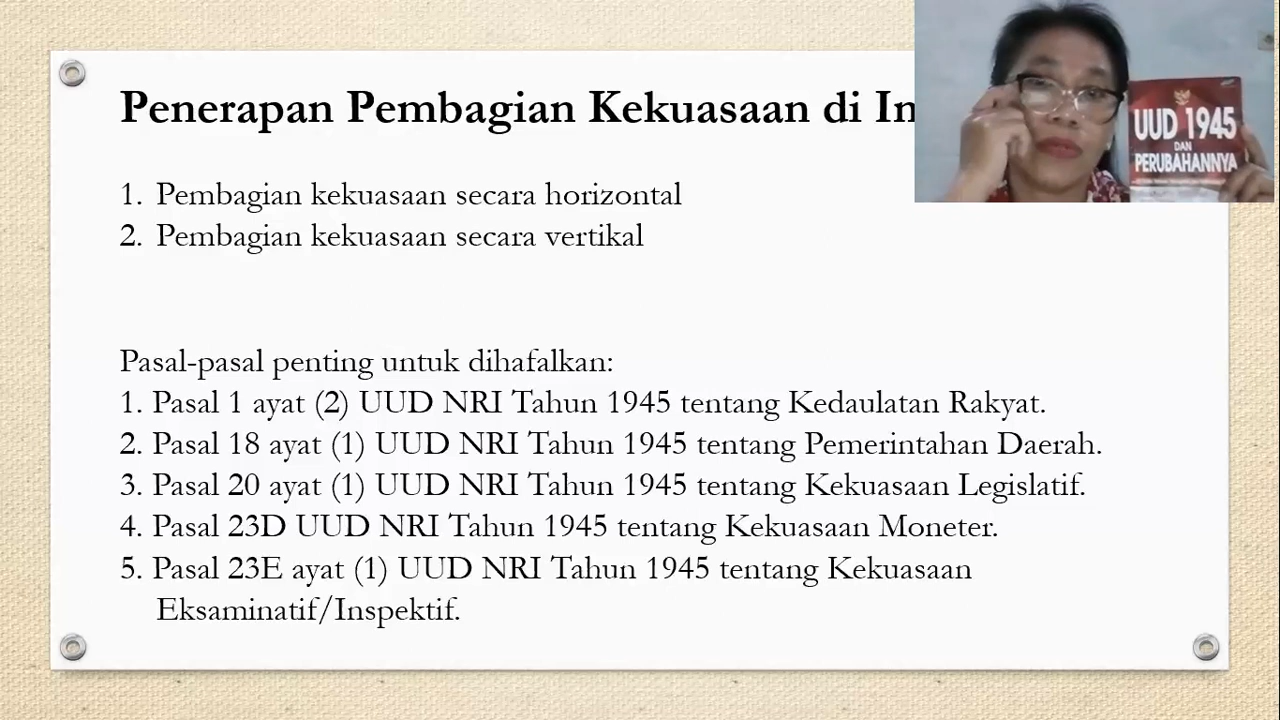 Penerapan Pembagian Kekuasaan di In
UUD 1945
DAN
PERUBAHANNYA
1. Pembagian kekuasaan secara horizontal
2. Pembagian kekuasaan secara vertikal
Pasal-pasal penting untuk dihafalkan:
1. Pasal 1 ayat (2) UUD NRI Tahun 1945 tentang Kedaulatan Rakyat.
2. Pasal 18 ayat (1) UUD NRI Tahun 1945 tentang Pemerintahan Daerah.
3. Pasal 20 ayat (1) UUD NRI Tahun 1945 tentang Kekuasaan Legislatif.
4. Pasal 23D UUD NRI Tahun 1945 tentang Kekuasaan Moneter.
5. Pasal 23E ayat (1) UUD NRI Tahun 1945 tentang Kekuasaan
Eksaminatif/Inspektif.